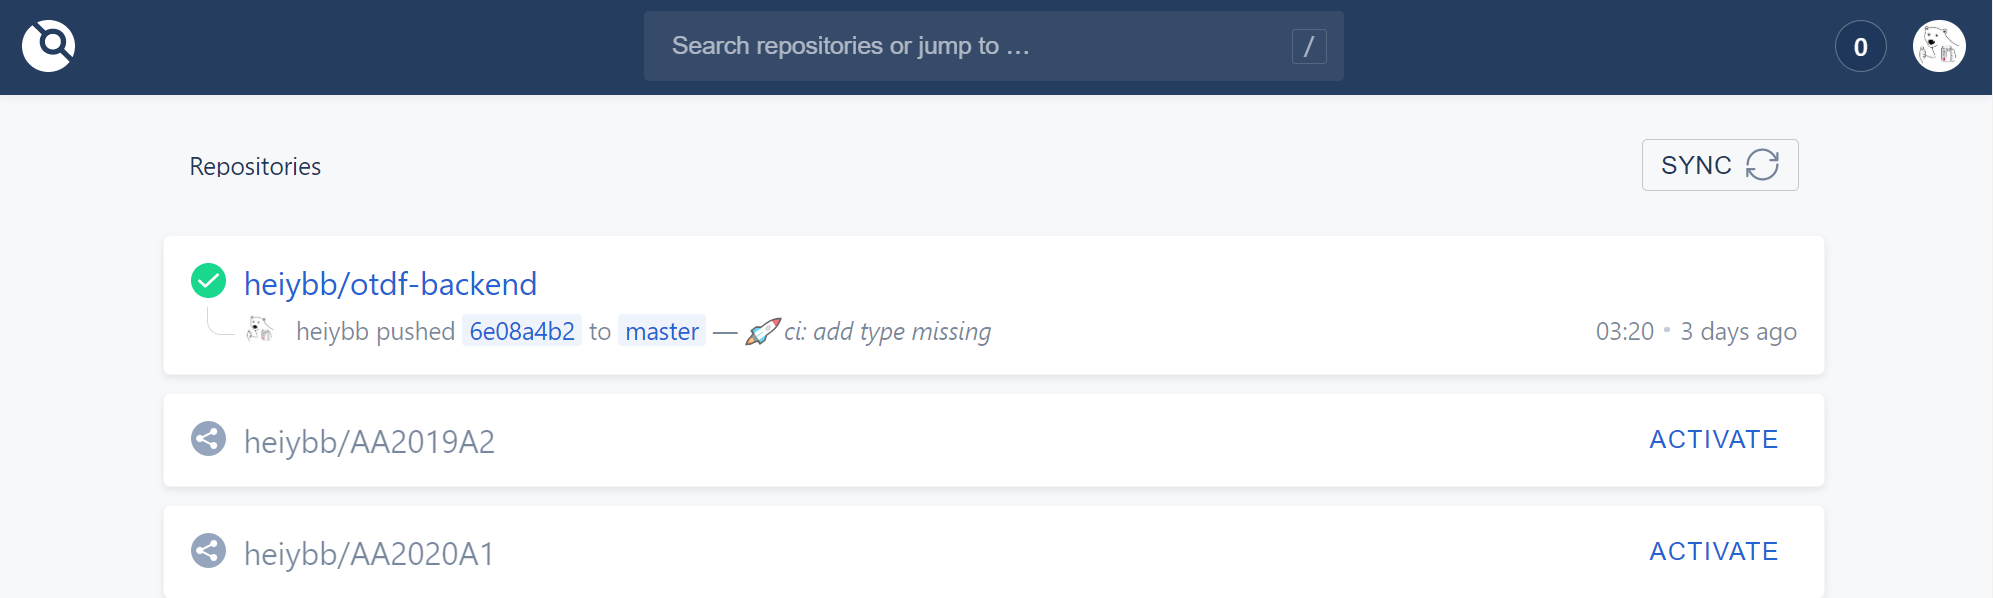 Search repositories or jump to …
/
0
Repositories
SYNC
heiybb/otdf-backend
heiybb pushed 6e08a4b2 to master — 🚀 ci: add type missing
03:20 • 3 days ago
heiybb/AA2019A2
ACTIVATE
heiybb/AA2020A1
ACTIVATE